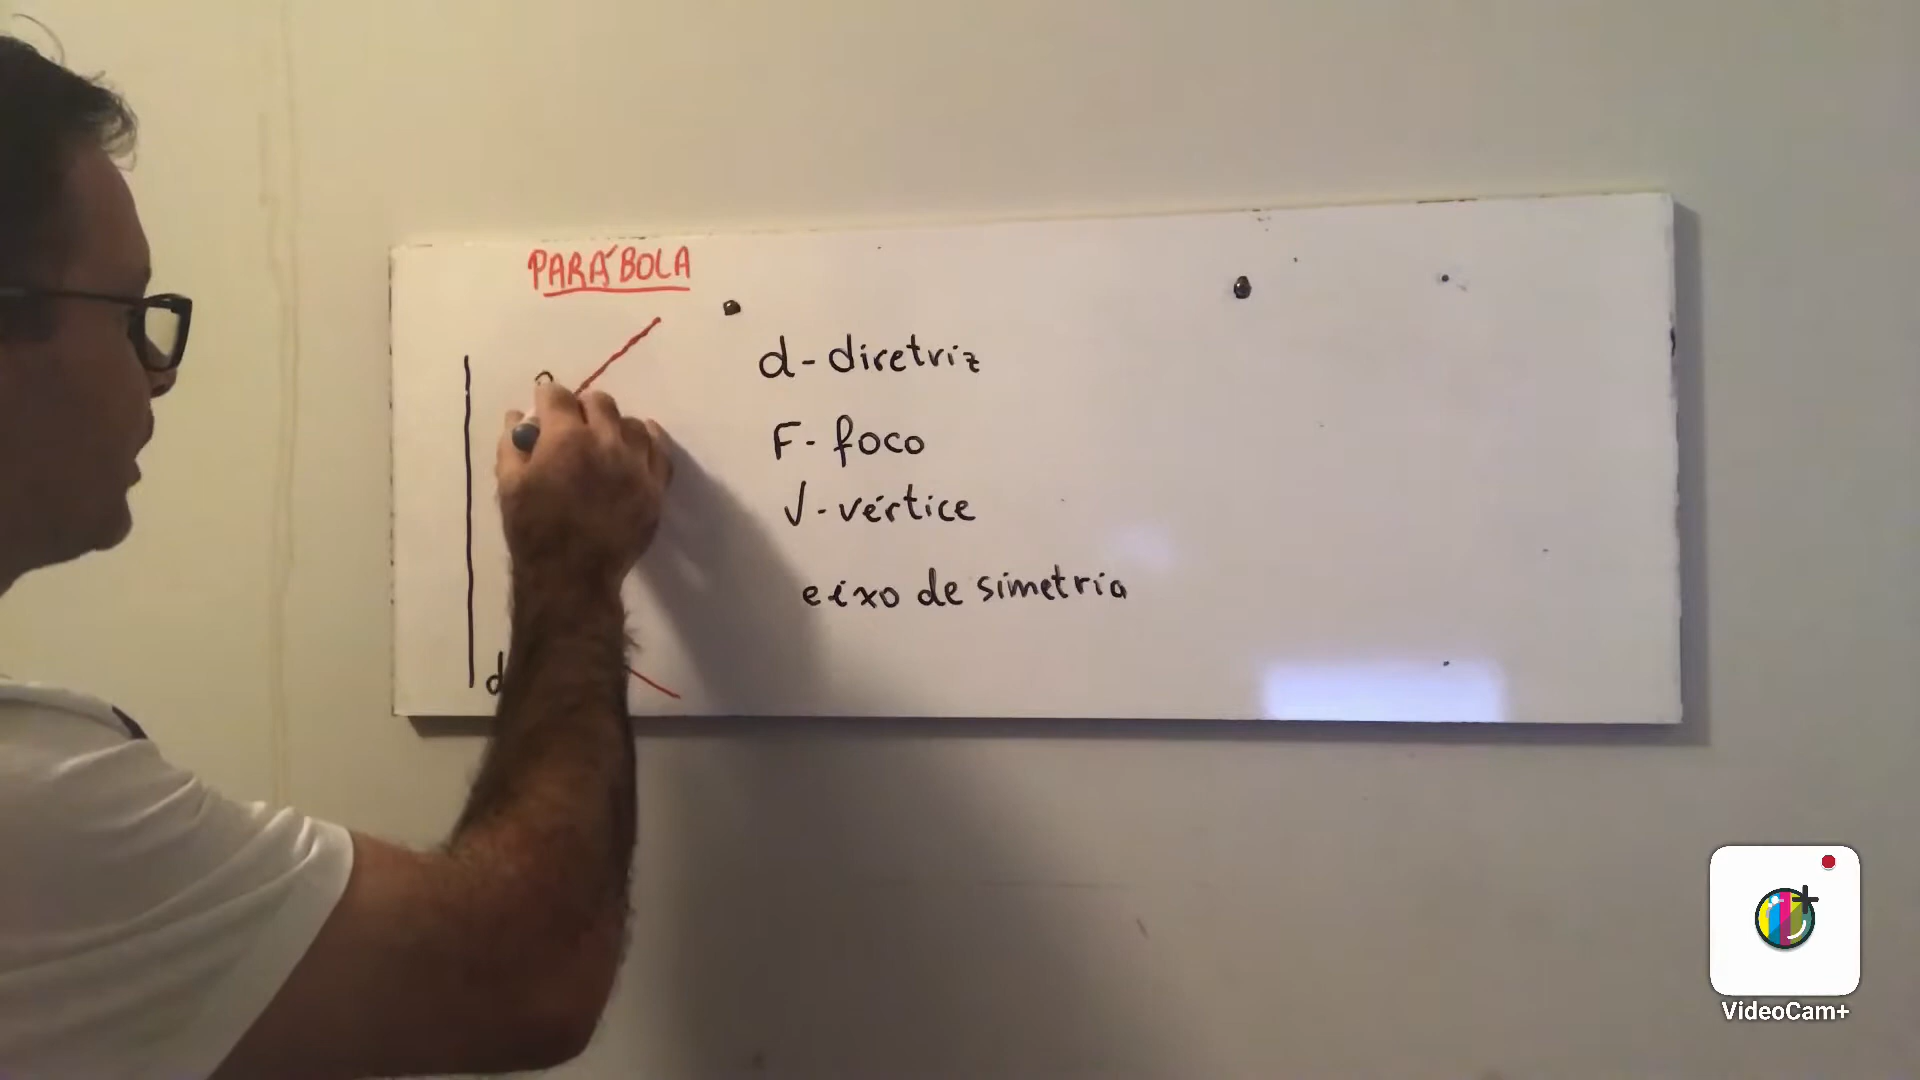 PARÁBOLA
d - diretriz
F - foco
V - vértice
eixo de simetria
d
VideoCam+